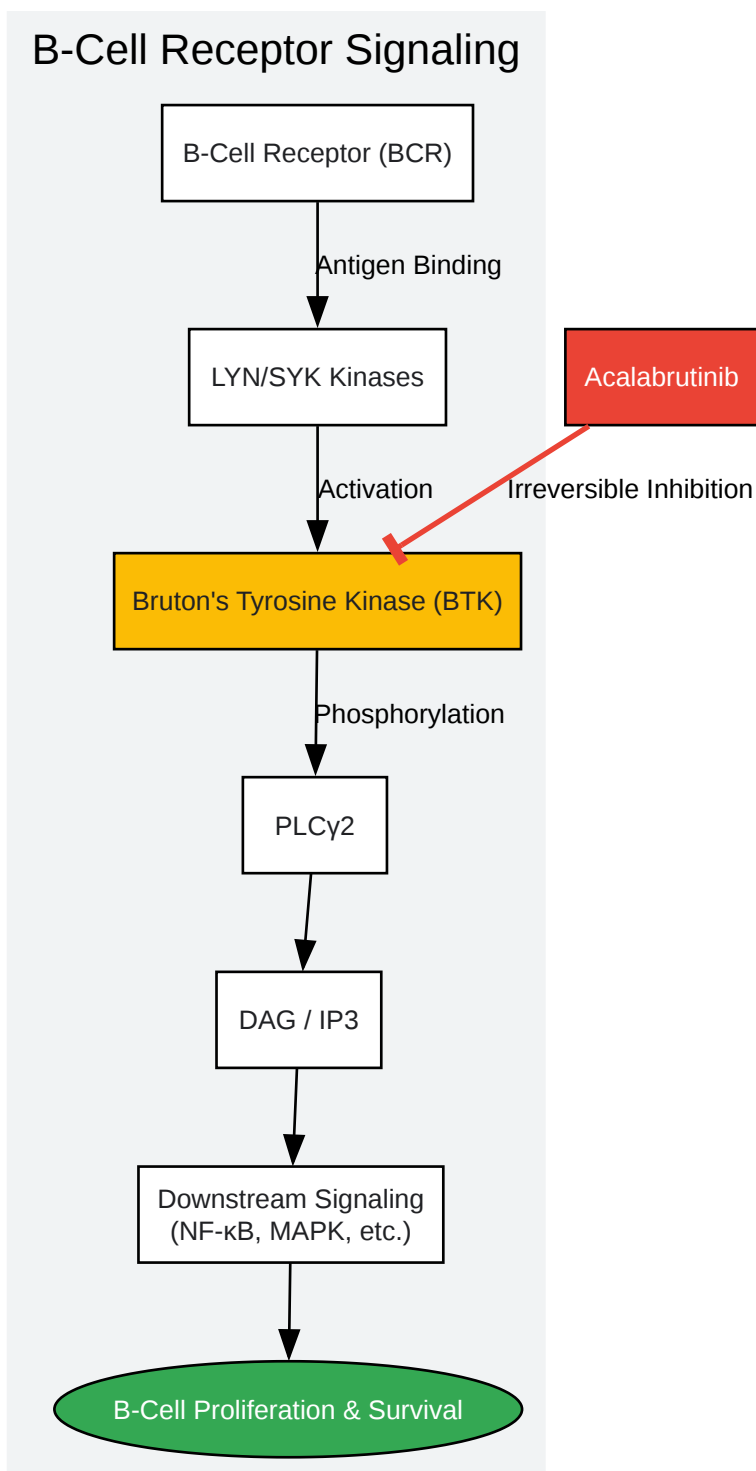 B-Cell Receptor Signaling
B-Cell Receptor (BCR)
Antigen Binding
LYN/SYK Kinases
Acalabrutinib
Activation
Irreversible Inhibition
Bruton's Tyrosine Kinase (BTK)
Phosphorylation
PLCγ2
DAG / IP3
Downstream Signaling
(NF-κB, MAPK, etc.)
B-Cell Proliferation & Survival